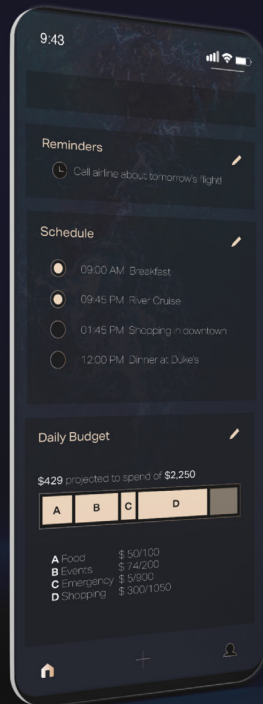 9:43
Reminders
Call airline about tomorrow's flight!
Schedule
09:00 AM Breakfast
09:45 PM River Cruise
01:45 PM Shopping in downtown
12:00 PM Dinner at Duke's
Daily Budget
$429 projected to spend of $2,250
A B C D
A Food $ 50/100
B Events $ 74/200
C Emergency $ 5/900
D Shopping $ 300/1050